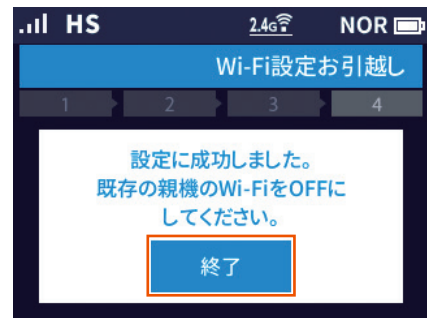 HS 2.4G NOR
Wi-Fi設定お引越し
1 2 3 4
設定に成功しました。
既存の親機のWi-FiをOFFに
してください。
終了